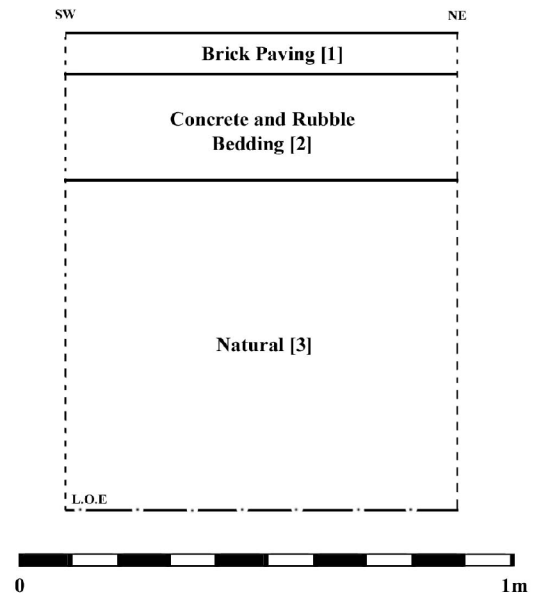 SW NE
Brick Paving [1]
Concrete and Rubble
Bedding [2]
Natural [3]
L.O.E
0 1m